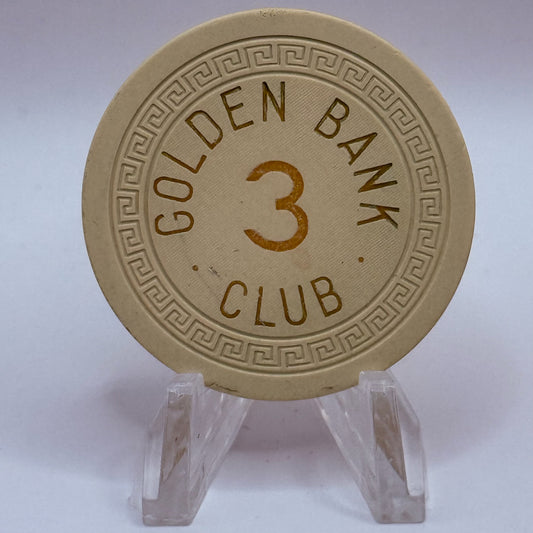 GOLDEN BANK
3
· CLUB ·